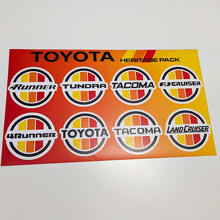 TOYOTA HERITAGE PACK
4RUNNER TUNDRA TACOMA FJ CRUISER
4RUNNER TOYOTA TACOMA LAND CRUISER